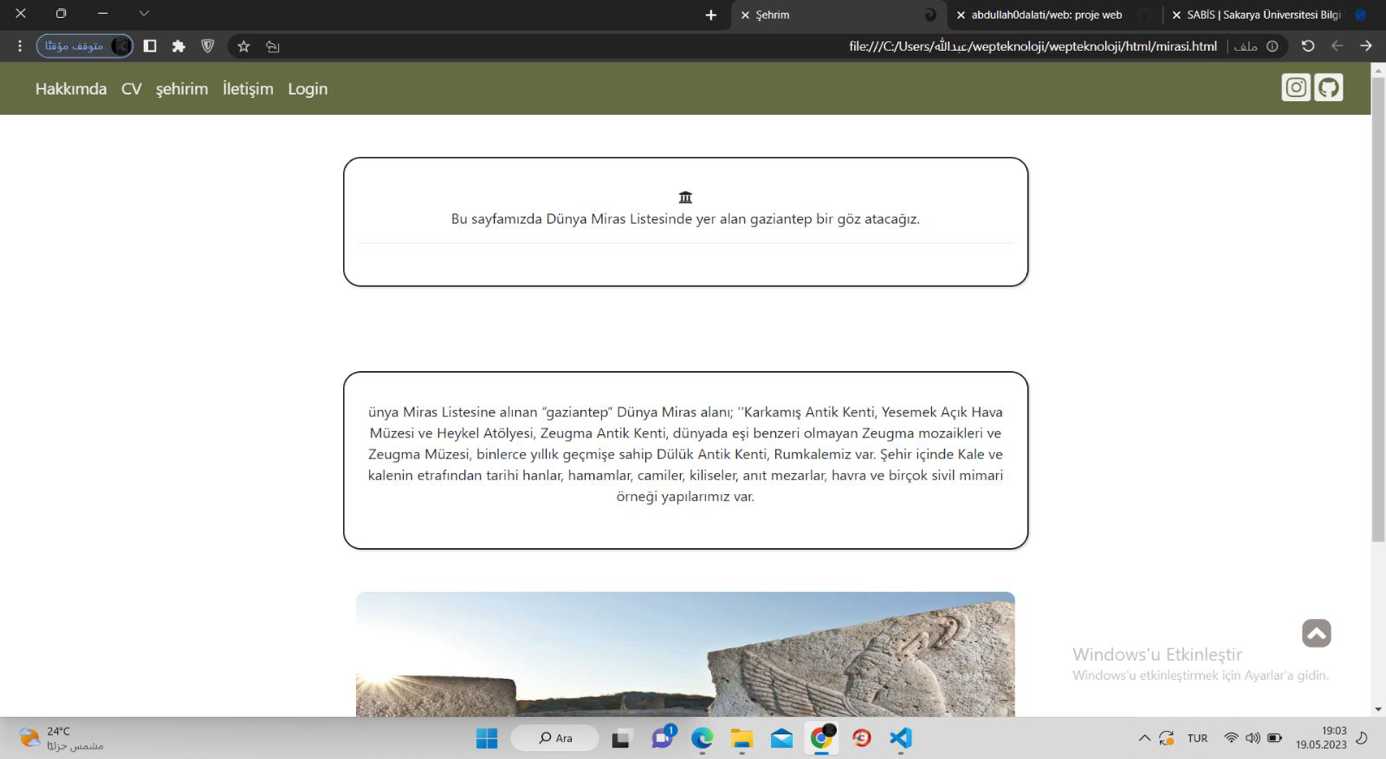 Şehrim
abdullah0dalati/web: proje web
SABİS | Sakarya Üniversitesi Bilgi
متوقف مؤقتًا
file:///C:/Users/عبدالله/wepteknoloji/wepteknoloji/html/mirasi.html
ملف
Hakkımda CV şehirim İletişim Login
Bu sayfamızda Dünya Miras Listesinde yer alan gaziantep bir göz atacağız.
ünya Miras Listesine alınan “gaziantep” Dünya Miras alanı; ''Karkamış Antik Kenti, Yesemek Açık Hava
Müzesi ve Heykel Atölyesi, Zeugma Antik Kenti, dünyada eşi benzeri olmayan Zeugma mozaikleri ve
Zeugma Müzesi, binlerce yıllık geçmişe sahip Dülük Antik Kenti, Rumkalemiz var. Şehir içinde Kale ve
kalenin etrafından tarihi hanlar, hamamlar, camiler, kiliseler, anıt mezarlar, havra ve birçok sivil mimari
örneği yapılarımız var.
Windows'u Etkinleştir
Windows'u etkinleştirmek için Ayarlar'a gidin.
24°C
مشمس جزئيًا
Ara
1
TUR
19:03
19.05.2023